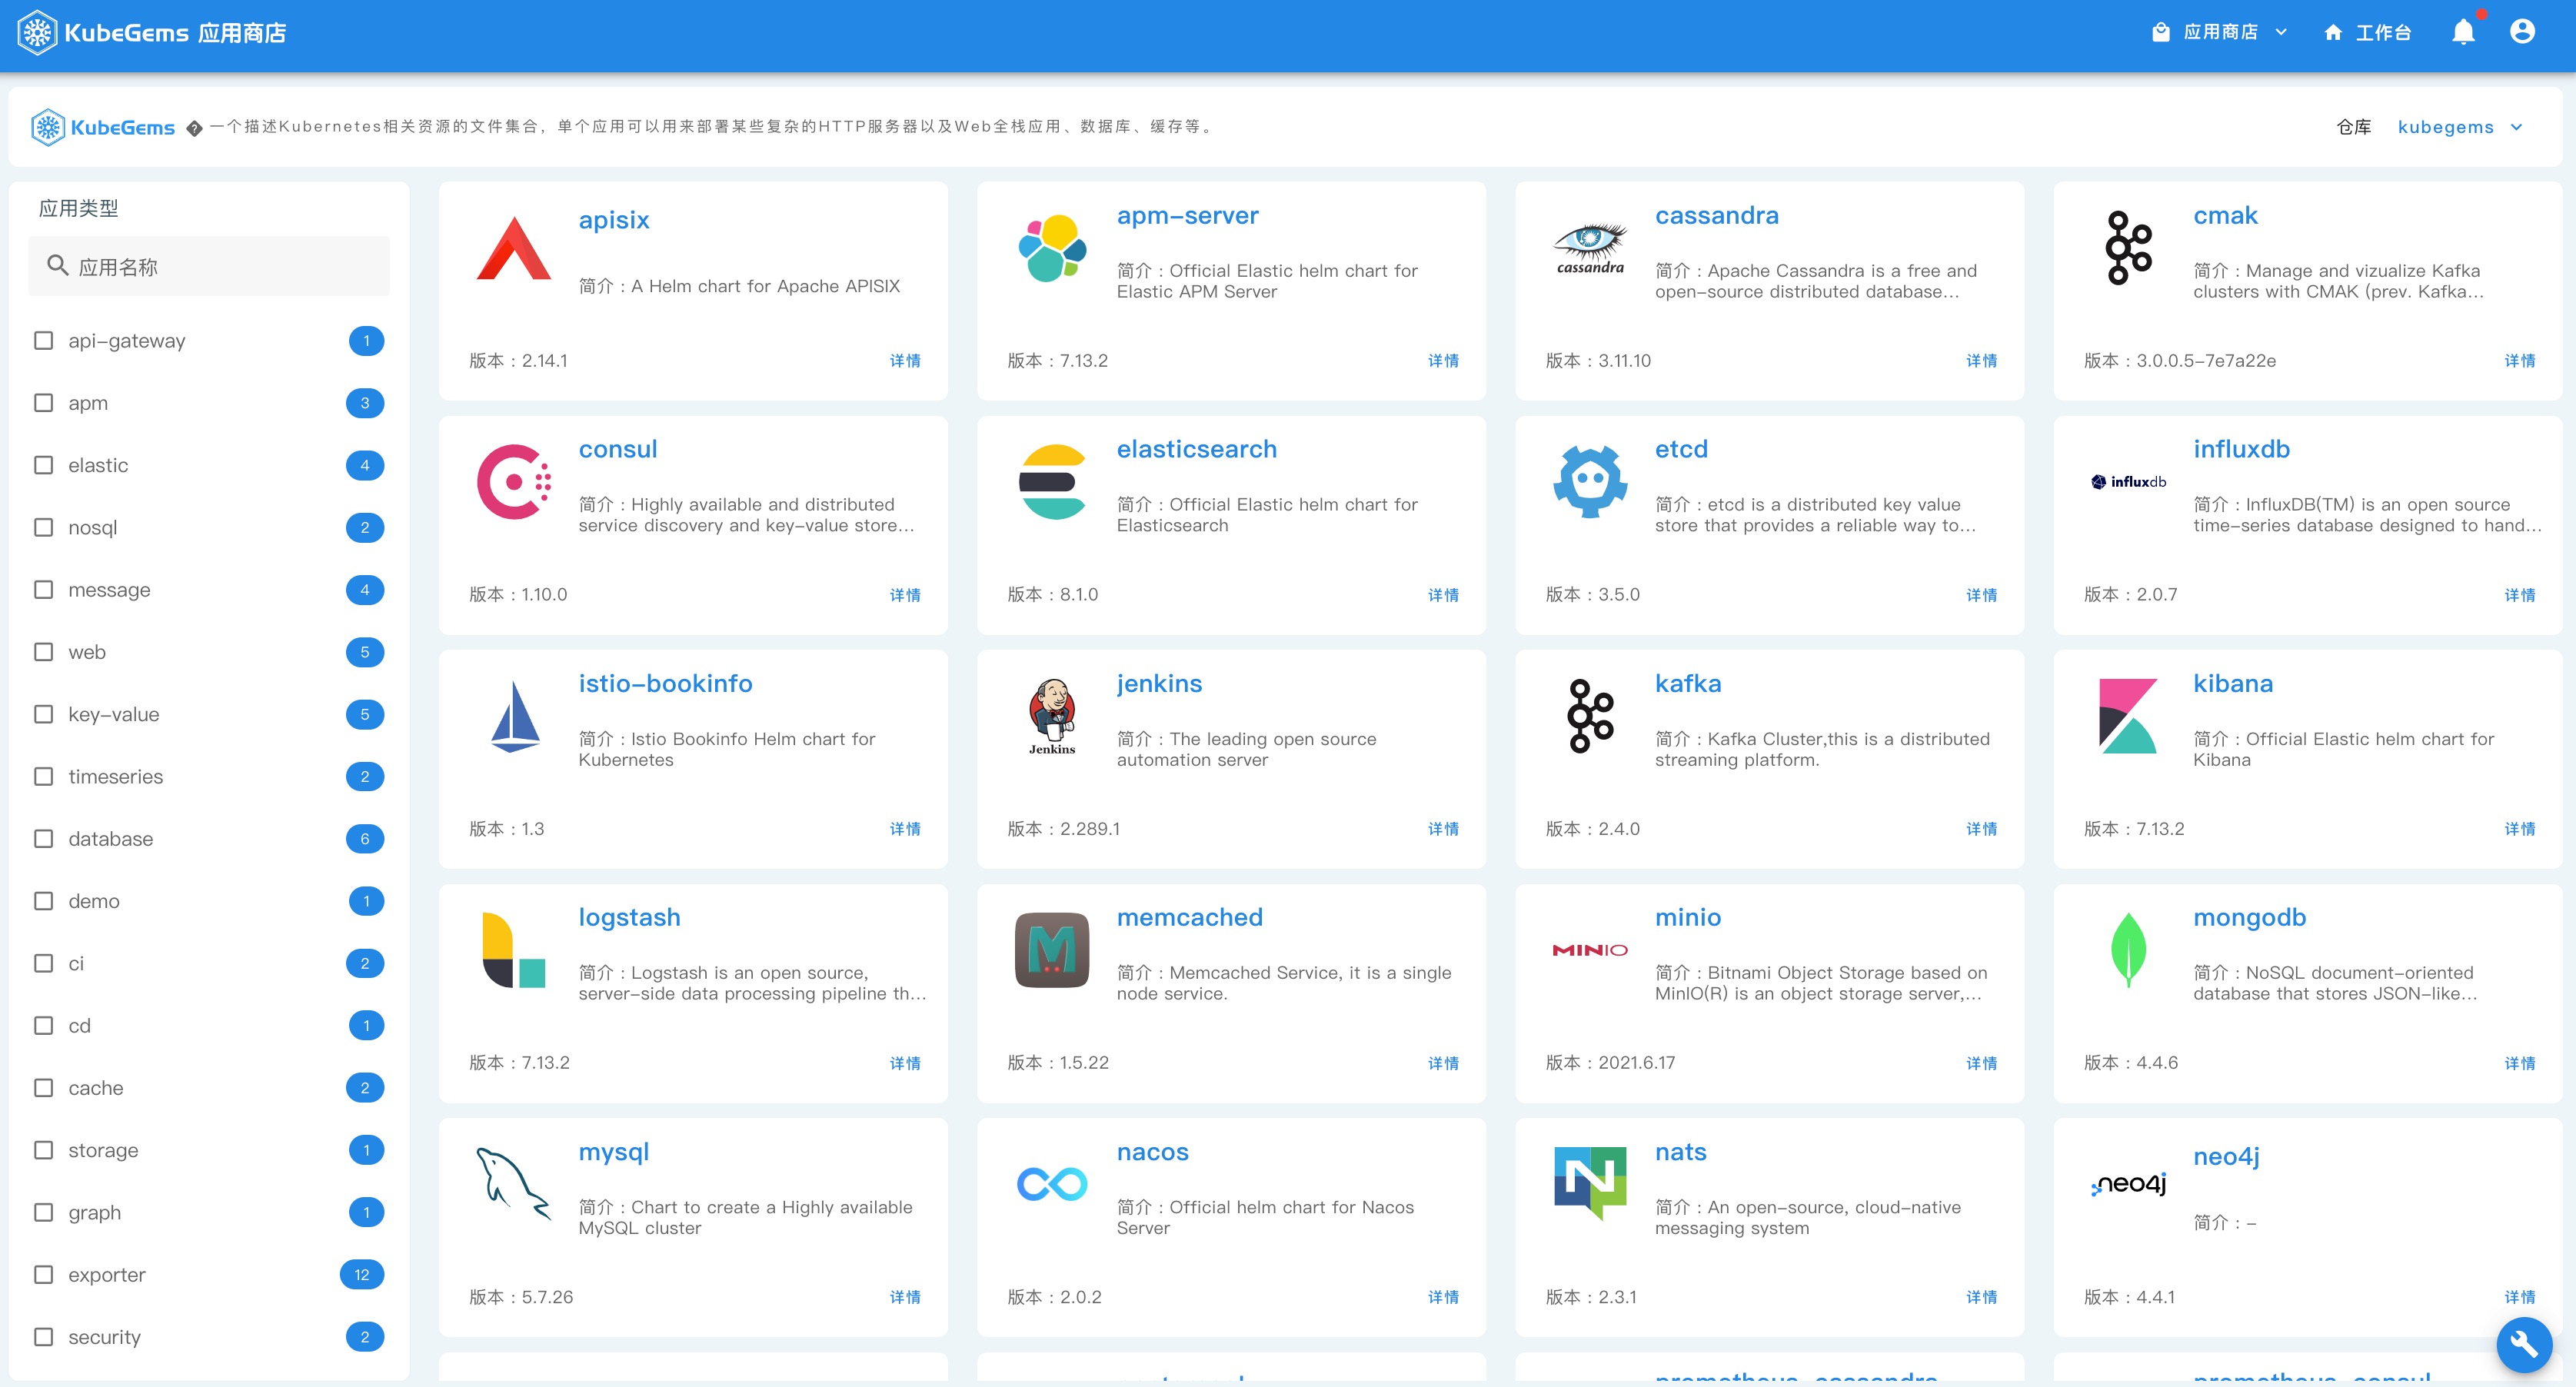 KubeGems 应用商店
应用商店
工作台
KubeGems
一个描述Kubernetes相关资源的文件集合，单个应用可以用来部署某些复杂的HTTP服务器以及Web全栈应用、数据库、缓存等。
仓库 kubegems
应用类型
应用名称
api-gateway 1
apm 3
elastic 4
nosql 2
message 4
web 5
key-value 5
timeseries 2
database 6
demo 1
ci 2
cd 1
cache 2
storage 1
graph 1
exporter 12
security 2
apisix
简介：A Helm chart for Apache APISIX
版本：2.14.1 详情
apm-server
简介：Official Elastic helm chart for
Elastic APM Server
版本：7.13.2 详情
cassandra
cassandra
简介：Apache Cassandra is a free and
open-source distributed database...
版本：3.11.10 详情
cmak
简介：Manage and vizualize Kafka
clusters with CMAK (prev. Kafka...
版本：3.0.0.5-7e7a22e 详情
consul
简介：Highly available and distributed
service discovery and key-value store...
版本：1.10.0 详情
elasticsearch
简介：Official Elastic helm chart for
Elasticsearch
版本：8.1.0 详情
etcd
简介：etcd is a distributed key value
store that provides a reliable way to...
版本：3.5.0 详情
influxdb
influxdb
简介：InfluxDB(TM) is an open source
time-series database designed to hand...
版本：2.0.7 详情
istio-bookinfo
简介：Istio Bookinfo Helm chart for
Kubernetes
版本：1.3 详情
Jenkins
jenkins
简介：The leading open source
automation server
版本：2.289.1 详情
kafka
简介：Kafka Cluster,this is a distributed
streaming platform.
版本：2.4.0 详情
kibana
简介：Official Elastic helm chart for
Kibana
版本：7.13.2 详情
logstash
简介：Logstash is an open source,
server-side data processing pipeline th...
版本：7.13.2 详情
memcached
简介：Memcached Service, it is a single
node service.
版本：1.5.22 详情
MINIO
minio
简介：Bitnami Object Storage based on
MinIO(R) is an object storage server,...
版本：2021.6.17 详情
mongodb
简介：NoSQL document-oriented
database that stores JSON-like...
版本：4.4.6 详情
mysql
简介：Chart to create a Highly available
MySQL cluster
版本：5.7.26 详情
nacos
简介：Official helm chart for Nacos
Server
版本：2.0.2 详情
N
nats
简介：An open-source, cloud-native
messaging system
版本：2.3.1 详情
neo4j
neo4j
简介：-
版本：4.4.1 详情
prometheus-cassandra
prometheus-consul